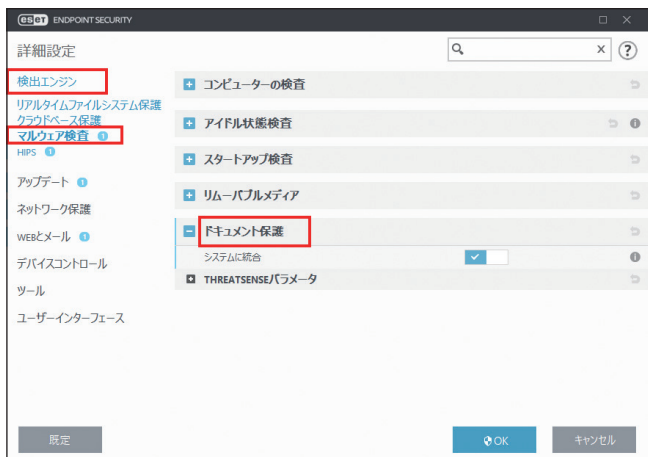 eset ENDPOINT SECURITY
詳細設定
検出エンジン
リアルタイムファイルシステム保護
クラウドベース保護
マルウェア検査 1
HIPS 1
アップデート 1
ネットワーク保護
WEBとメール 1
デバイスコントロール
ツール
ユーザーインターフェース
コンピューターの検査
アイドル状態検査
スタートアップ検査
リムーバブルメディア
ドキュメント保護
システムに統合
THREATSENSEパラメータ
既定
OK
キャンセル